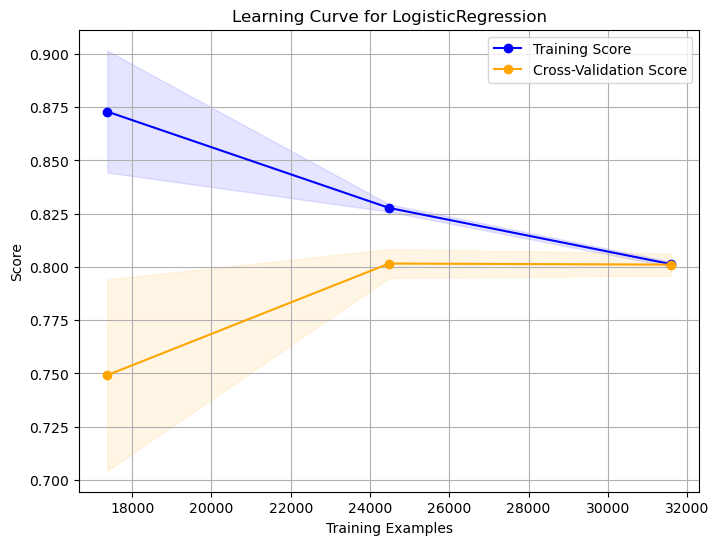 Learning Curve for LogisticRegression
Training Score
Cross-Validation Score
Score
0.900
0.875
0.850
0.825
0.800
0.775
0.750
0.725
0.700
18000 20000 22000 24000 26000 28000 30000 32000
Training Examples